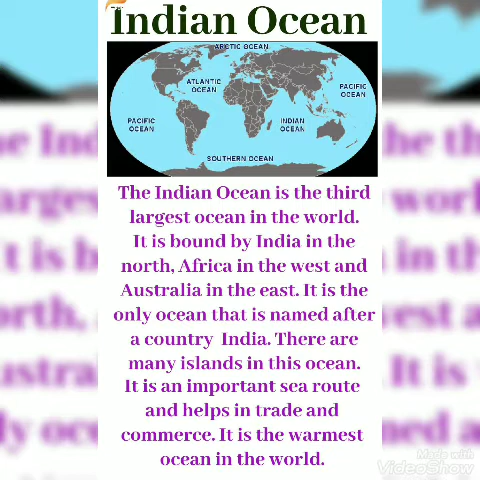 Indian Ocean
ARCTIC OCEAN
ATLANTIC
OCEAN
PACIFIC
OCEAN
PACIFIC
OCEAN
INDIAN
OCEAN
SOUTHERN OCEAN
The Indian Ocean is the third
largest ocean in the world.
It is bound by India in the
north, Africa in the west and
Australia in the east. It is the
only ocean that is named after
a country India. There are
many islands in this ocean.
It is an important sea route
and helps in trade and
commerce. It is the warmest
ocean in the world.
Made with
VideoShow